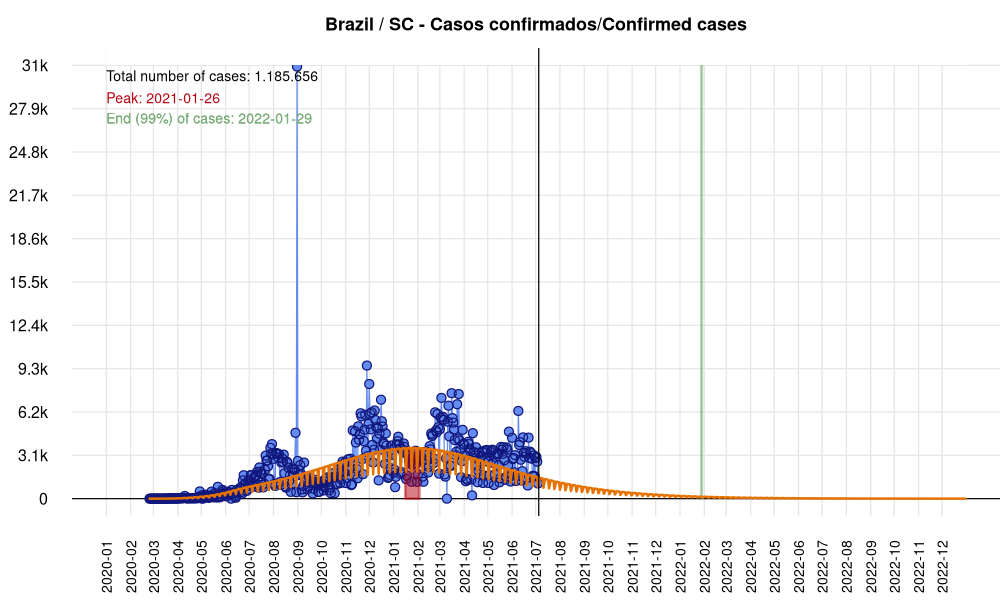 Brazil / SC - Casos confirmados/Confirmed cases
31k
Total number of cases: 1.185.656
Peak: 2021-01-26
End (99%) of cases: 2022-01-29
27.9k
24.8k
21.7k
18.6k
15.5k
12.4k
9.3k
6.2k
3.1k
0
2020-01
2020-02
2020-03
2020-04
2020-05
2020-06
2020-07
2020-08
2020-09
2020-10
2020-11
2020-12
2021-01
2021-02
2021-03
2021-04
2021-05
2021-06
2021-07
2021-08
2021-09
2021-10
2021-11
2021-12
2022-01
2022-02
2022-03
2022-04
2022-05
2022-06
2022-07
2022-08
2022-09
2022-10
2022-11
2022-12